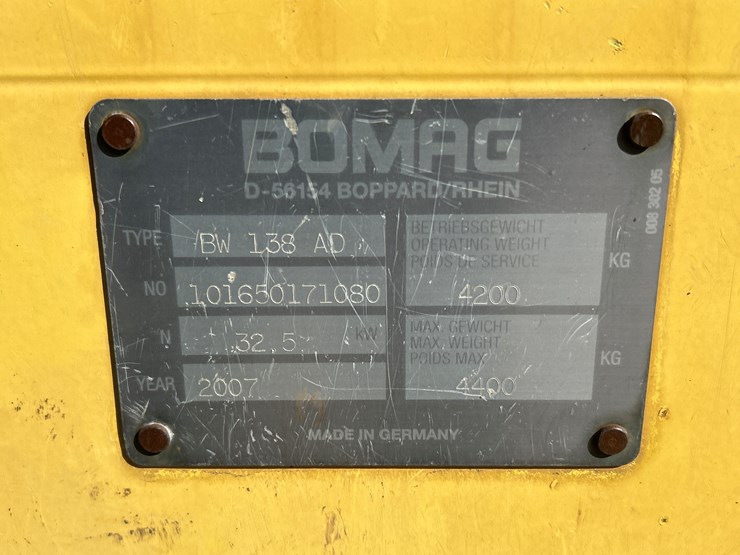 BOMAG
D-56154 BOPPARD/RHEIN
TYPE BW 138 AD
NO 101650171080
N 32.5 kW
YEAR 2007
BETRIEBSGEWICHT
OPERATING WEIGHT
POIDS DE SERVICE
4200 KG
MAX. GEWICHT
MAX. WEIGHT
POIDS MAX.
4400 KG
MADE IN GERMANY
008 302 05